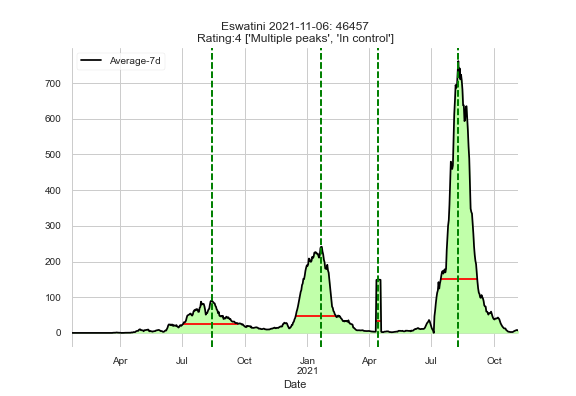 Eswatini 2021-11-06: 46457
Rating:4 ['Multiple peaks', 'In control']
Average-7d
700
600
500
400
300
200
100
0
Apr Jul Oct Jan Apr Jul Oct
2021
Date